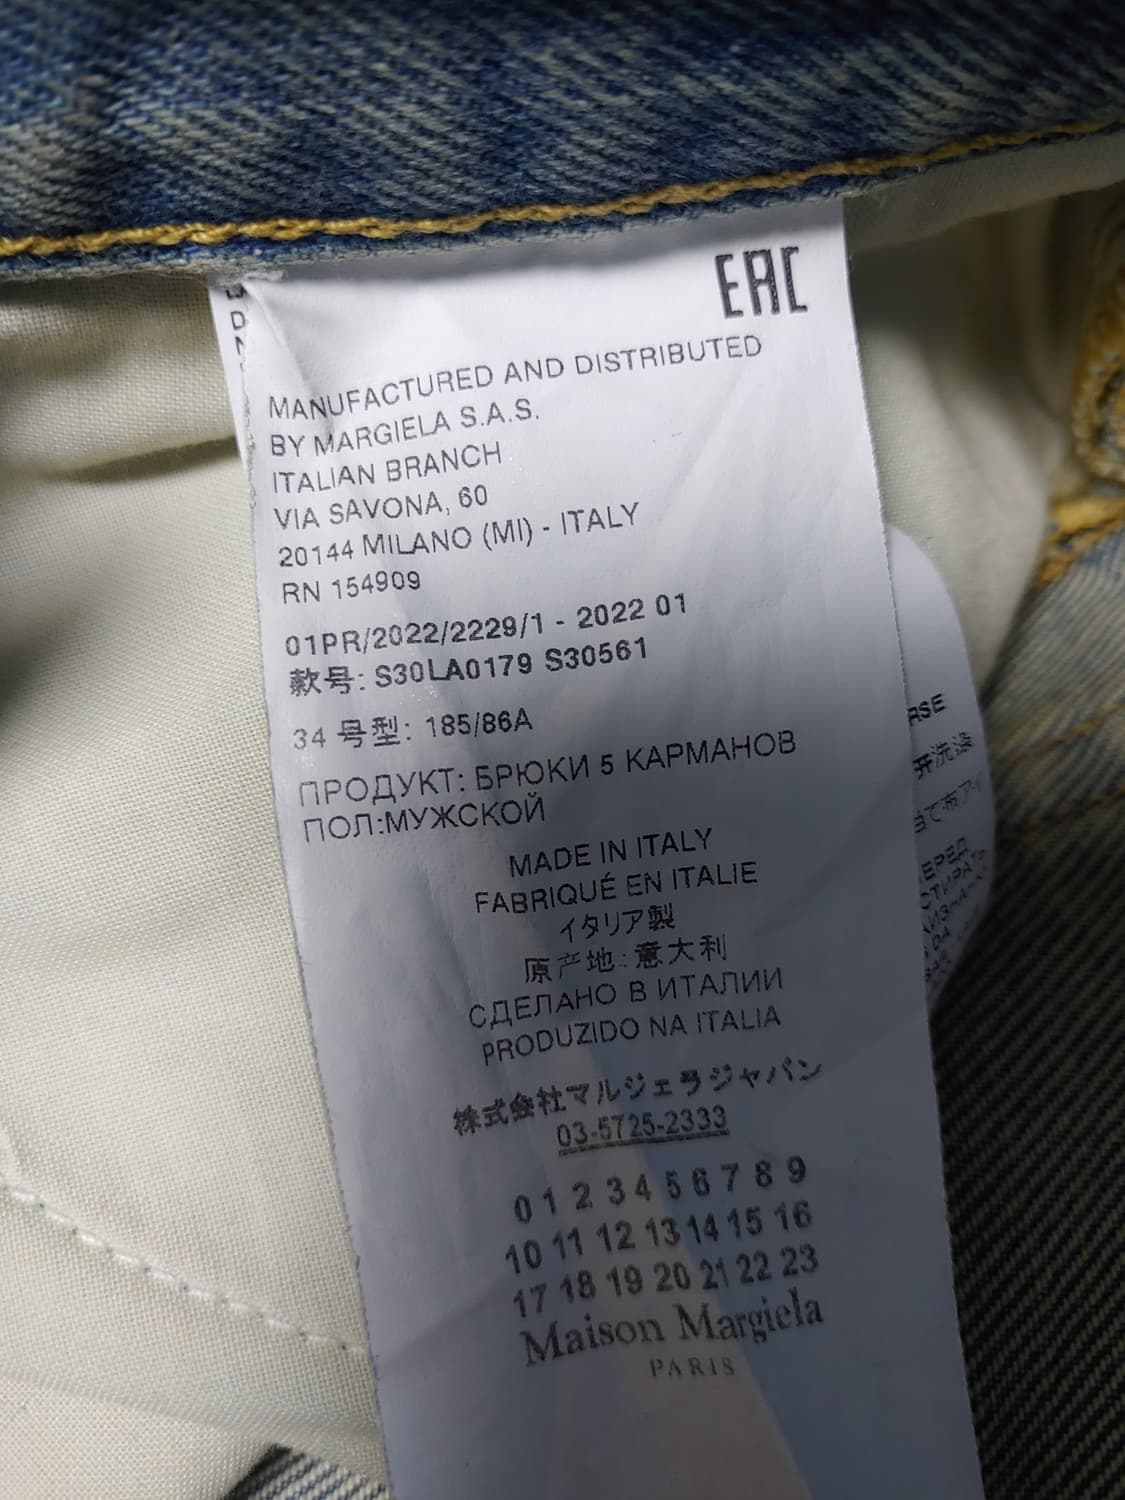 EAC
MANUFACTURED AND DISTRIBUTED
BY MARGIELA S.A.S.
ITALIAN BRANCH
VIA SAVONA, 60
20144 MILANO (MI) - ITALY
RN 154909
01PR/2022/2229/1 - 2022 01
款号: S30LA0179 S30561
34 号型: 185/86A
ПРОДУКТ: БРЮКИ 5 КАРМАНОВ
ПОЛ:МУЖСКОЙ
MADE IN ITALY
FABRIQUÉ EN ITALIE
イタリア製
原产地:意大利
СДЕЛАНО В ИТАЛИИ
PRODUZIDO NA ITALIA
株式会社マルジェラジャパン
03-5725-2333
0 1 2 3 4 5 6 7 8 9
10 11 12 13 14 15 16
17 18 19 20 21 22 23
Maison Margiela
PARIS